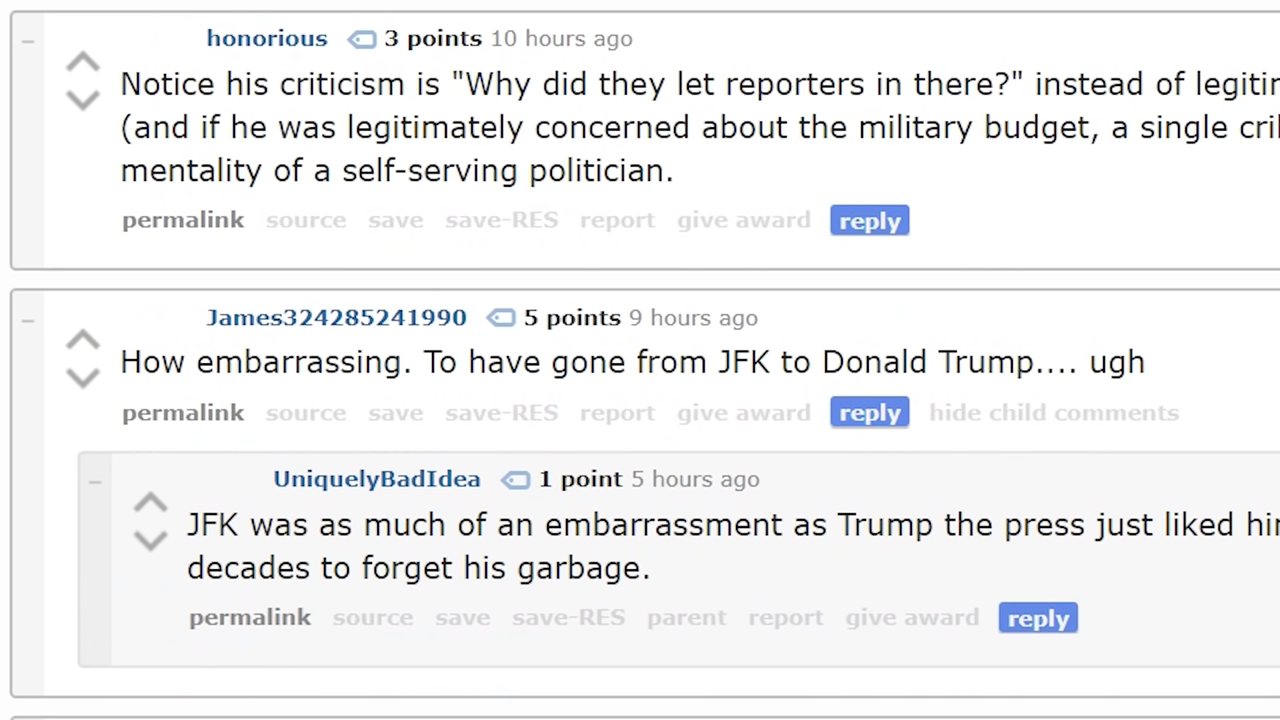 honorious 3 points 10 hours ago
Notice his criticism is "Why did they let reporters in there?" instead of
(and if he was legitimately concerned about the military budget, a single
mentality of a self-serving politician.
permalink source save save-RES report give award reply
James324285241990 5 points 9 hours ago
How embarrassing. To have gone from JFK to Donald Trump.... ugh
permalink source save save-RES report give award reply hide child comments
UniquelyBadIdea 1 point 5 hours ago
JFK was as much of an embarrassment as Trump the press just liked
decades to forget his garbage.
permalink source save save-RES parent report give award reply